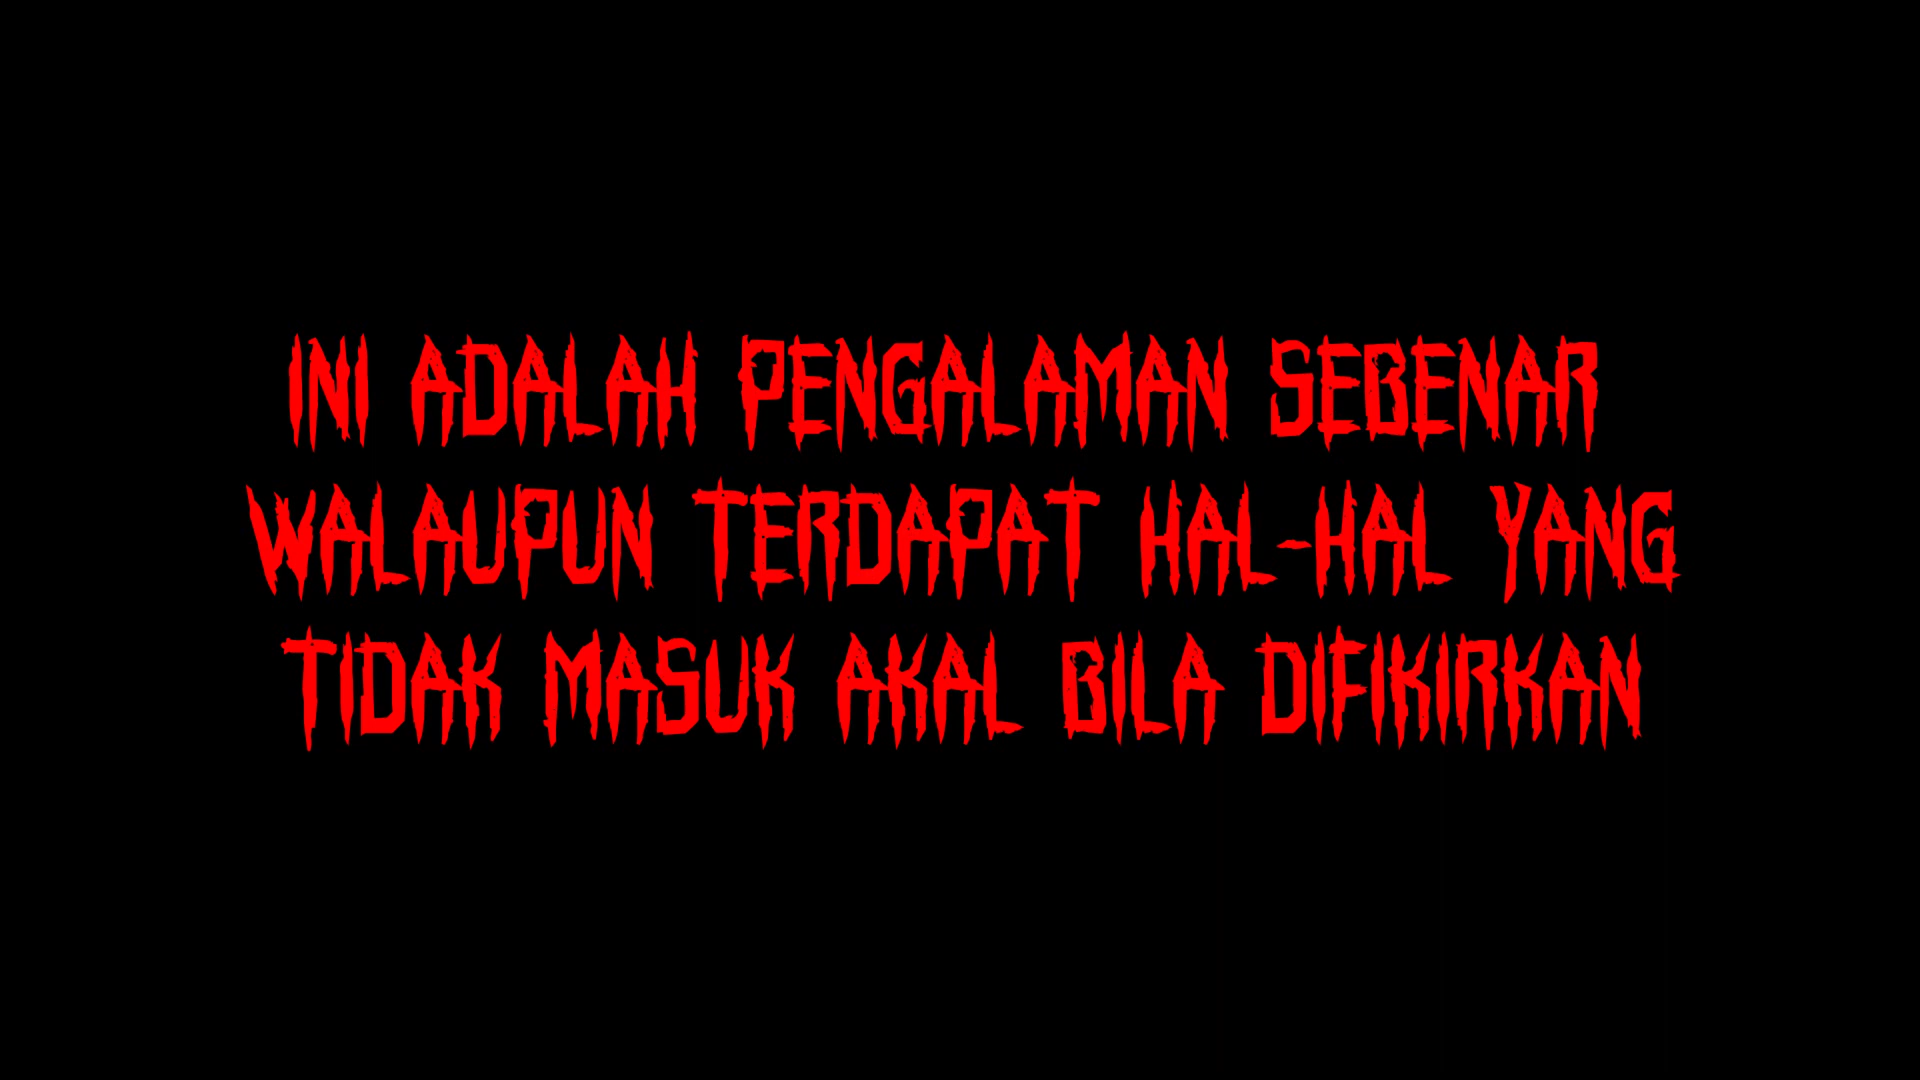 INI ADALAH PENGALAMAN SEBENAR
WALAUPUN TERDAPAT HAL-HAL YANG
TIDAK MASUK AKAL BILA DIFIKIRKAN